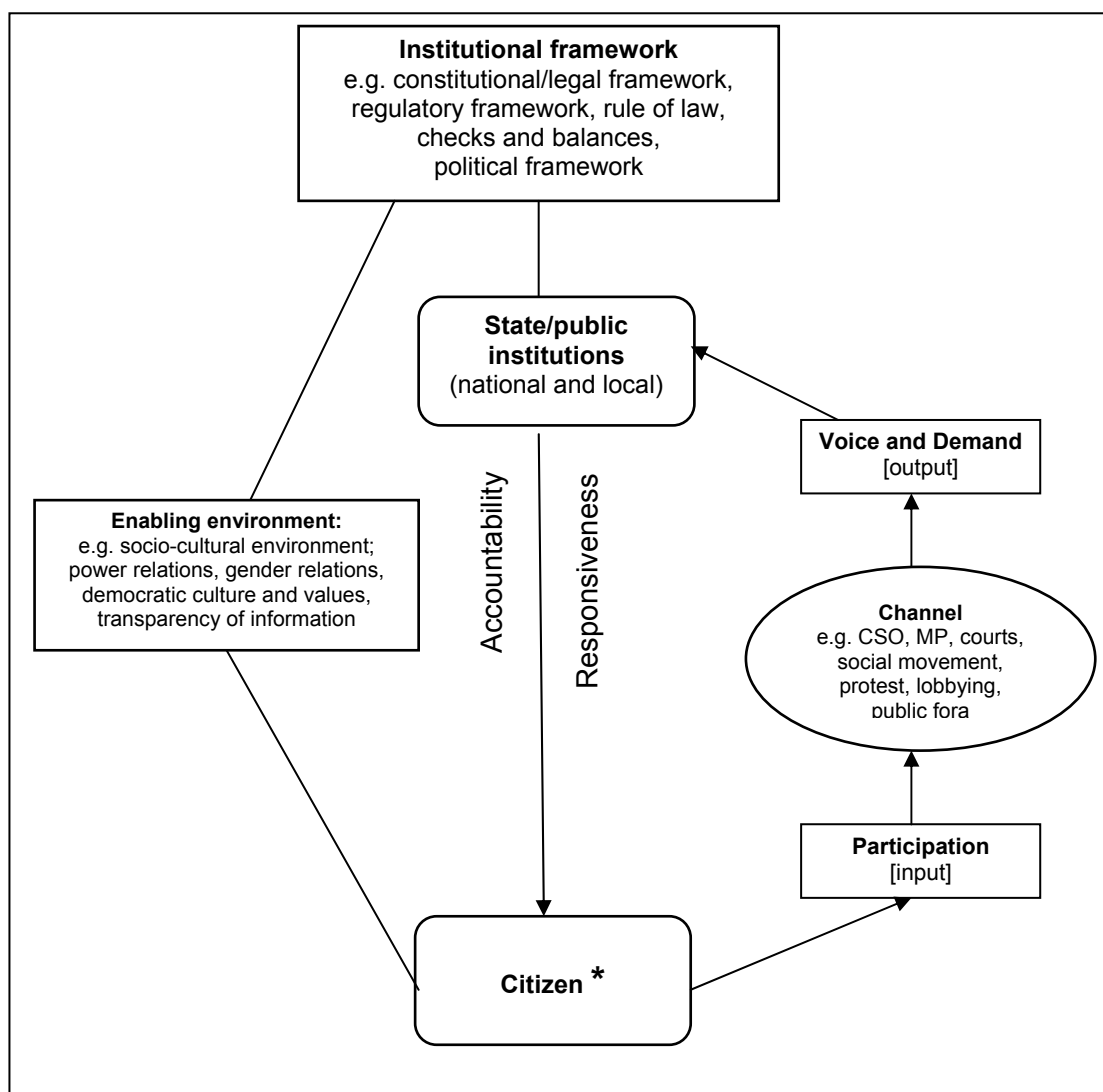 Institutional framework
e.g. constitutional/legal framework,
regulatory framework, rule of law,
checks and balances,
political framework
State/public
institutions
(national and local)
Voice and Demand
[output]
Enabling environment:
e.g. socio-cultural environment;
power relations, gender relations,
democratic culture and values,
transparency of information
Accountability
Responsiveness
Channel
e.g. CSO, MP, courts,
social movement,
protest, lobbying,
public fora
Participation
[input]
Citizen *